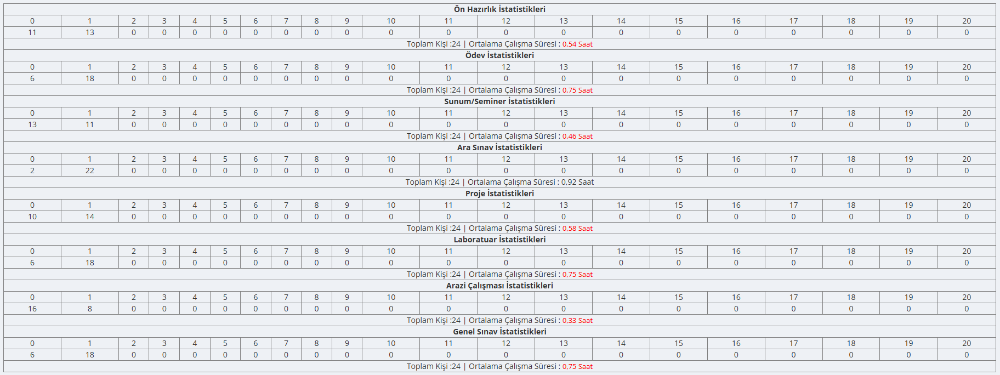 Ön Hazırlık İstatistikleri
0 1 2 3 4 5 6 7 8 9 10 11 12 13 14 15 16 17 18 19 20
11 13 0 0 0 0 0 0 0 0 0 0 0 0 0 0 0 0 0 0 0
Toplam Kişi :24 | Ortalama Çalışma Süresi : 0,54 Saat
Ödev İstatistikleri
0 1 2 3 4 5 6 7 8 9 10 11 12 13 14 15 16 17 18 19 20
6 18 0 0 0 0 0 0 0 0 0 0 0 0 0 0 0 0 0 0 0
Toplam Kişi :24 | Ortalama Çalışma Süresi : 0,75 Saat
Sunum/Seminer İstatistikleri
0 1 2 3 4 5 6 7 8 9 10 11 12 13 14 15 16 17 18 19 20
13 11 0 0 0 0 0 0 0 0 0 0 0 0 0 0 0 0 0 0 0
Toplam Kişi :24 | Ortalama Çalışma Süresi : 0,46 Saat
Ara Sınav İstatistikleri
0 1 2 3 4 5 6 7 8 9 10 11 12 13 14 15 16 17 18 19 20
2 22 0 0 0 0 0 0 0 0 0 0 0 0 0 0 0 0 0 0 0
Toplam Kişi :24 | Ortalama Çalışma Süresi : 0,92 Saat
Proje İstatistikleri
0 1 2 3 4 5 6 7 8 9 10 11 12 13 14 15 16 17 18 19 20
10 14 0 0 0 0 0 0 0 0 0 0 0 0 0 0 0 0 0 0 0
Toplam Kişi :24 | Ortalama Çalışma Süresi : 0,58 Saat
Laboratuar İstatistikleri
0 1 2 3 4 5 6 7 8 9 10 11 12 13 14 15 16 17 18 19 20
6 18 0 0 0 0 0 0 0 0 0 0 0 0 0 0 0 0 0 0 0
Toplam Kişi :24 | Ortalama Çalışma Süresi : 0,75 Saat
Arazi Çalışması İstatistikleri
0 1 2 3 4 5 6 7 8 9 10 11 12 13 14 15 16 17 18 19 20
16 8 0 0 0 0 0 0 0 0 0 0 0 0 0 0 0 0 0 0 0
Toplam Kişi :24 | Ortalama Çalışma Süresi : 0,33 Saat
Genel Sınav İstatistikleri
0 1 2 3 4 5 6 7 8 9 10 11 12 13 14 15 16 17 18 19 20
6 18 0 0 0 0 0 0 0 0 0 0 0 0 0 0 0 0 0 0 0
Toplam Kişi :24 | Ortalama Çalışma Süresi : 0,75 Saat